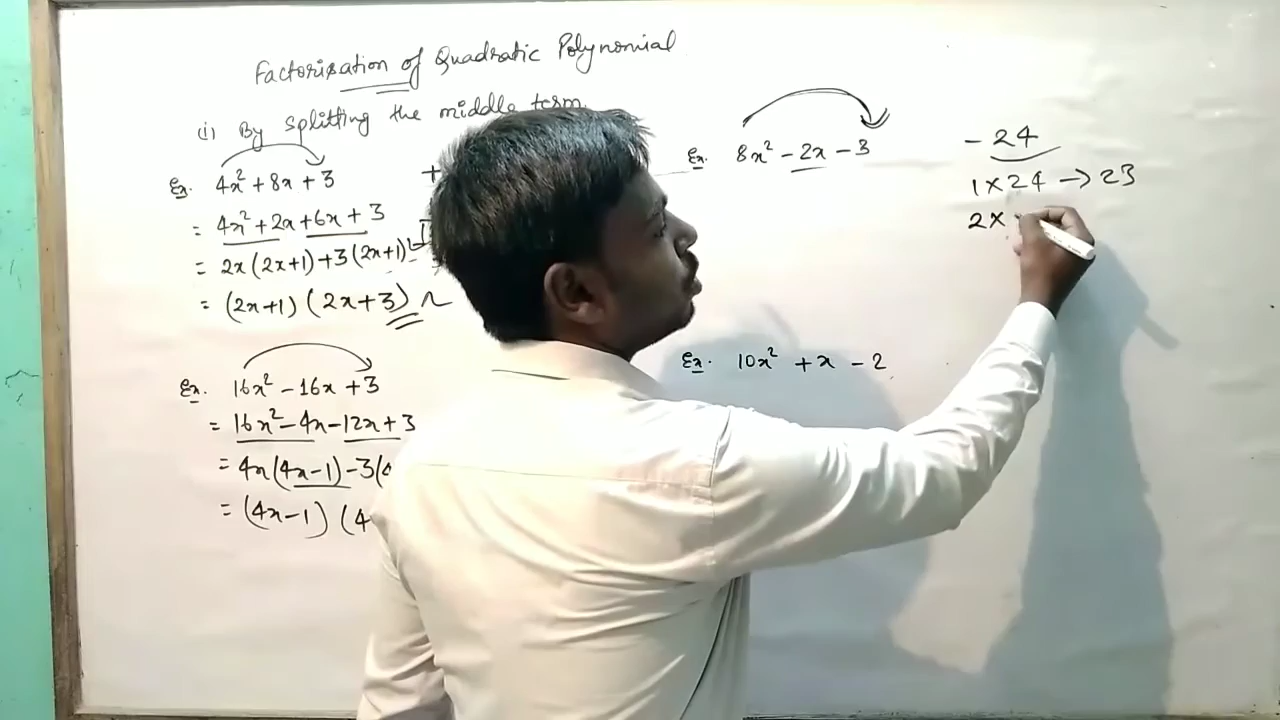 Factorization of Quadratic Polynomial
(i) By splitting the middle term
Ex. 4x² + 8x + 3
= 4x² + 2x + 6x + 3
= 2x(2x+1) + 3(2x+1)
= (2x+1) (2x+3)
Ex. 16x² - 16x + 3
= 16x² - 4x - 12x + 3
= 4x(4x-1) - 3(
= (4x-1) (4
Ex. 8x² - 2x - 3
- 24
1 × 24 → 23
2 ×
Ex. 10x² + x - 2